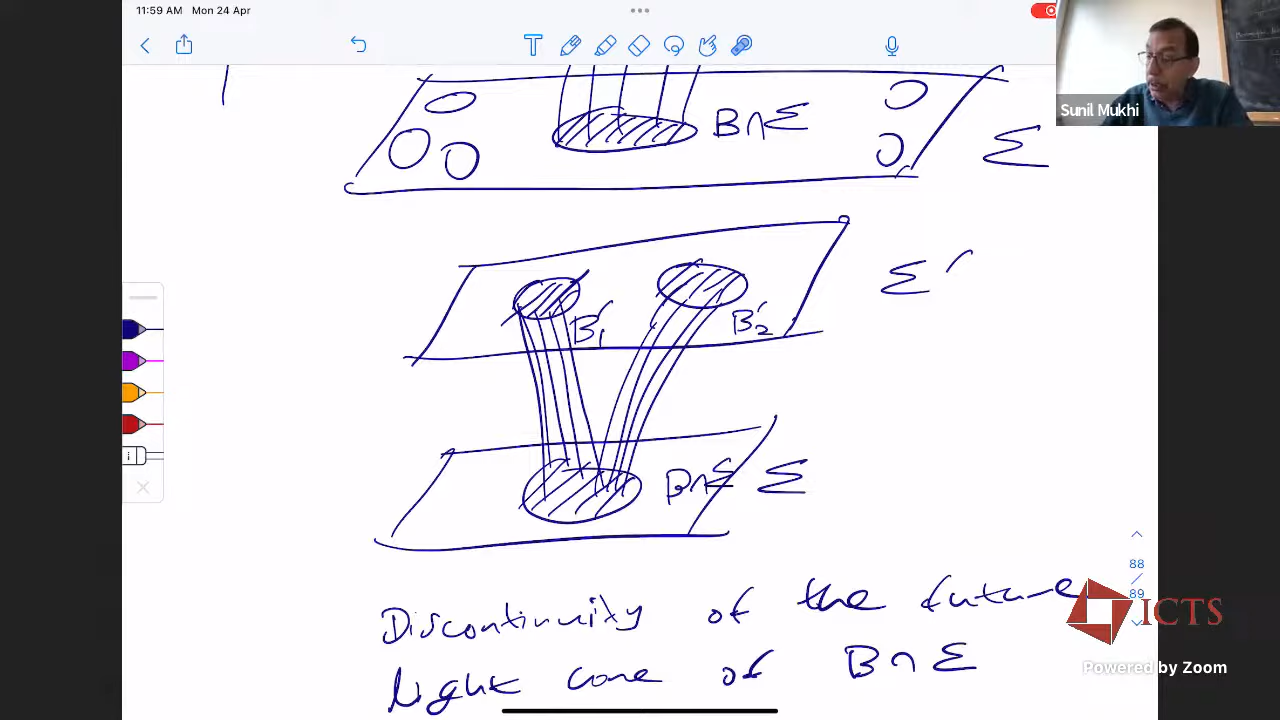 11:59 AM Mon 24 Apr
Sunil Mukhi
B∩Σ
Σ
Σ′
B′₁
B′₂
B∩Σ Σ
Discontinuity of the future
light cone of B∩Σ
88
89
ICTS
Powered by Zoom